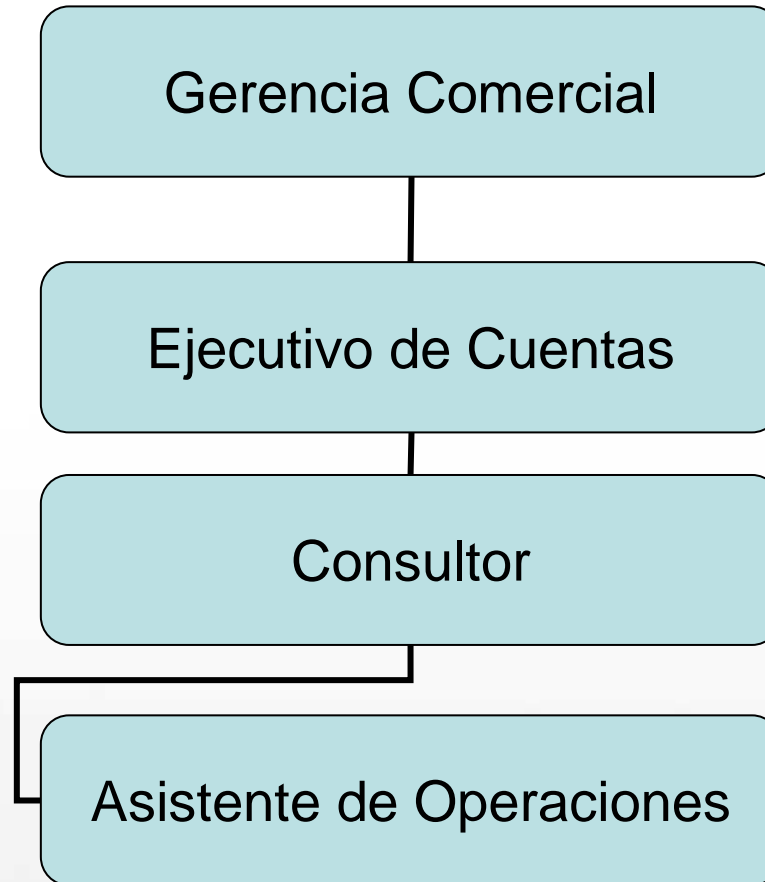 Gerencia Comercial
Ejecutivo de Cuentas
Consultor
Asistente de Operaciones